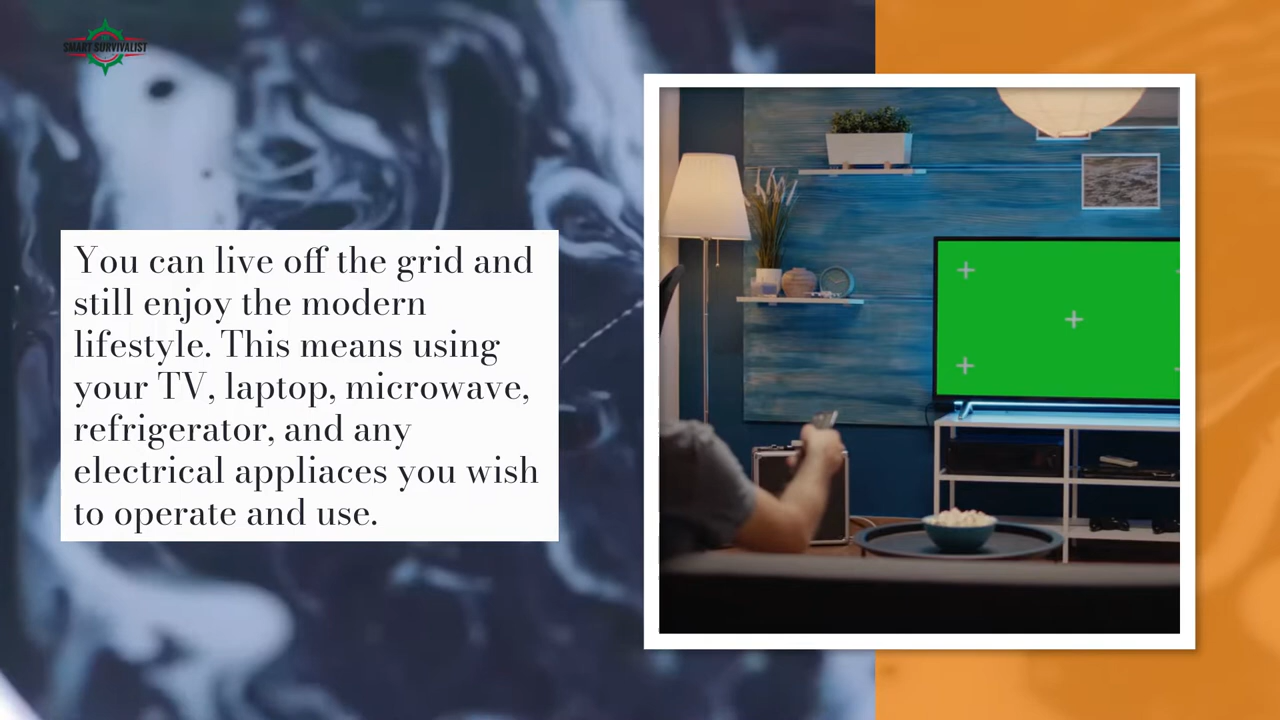 SMART SURVIVALIST
You can live off the grid and
still enjoy the modern
lifestyle. This means using
your TV, laptop, microwave,
refrigerator, and any
electrical appliaces you wish
to operate and use.